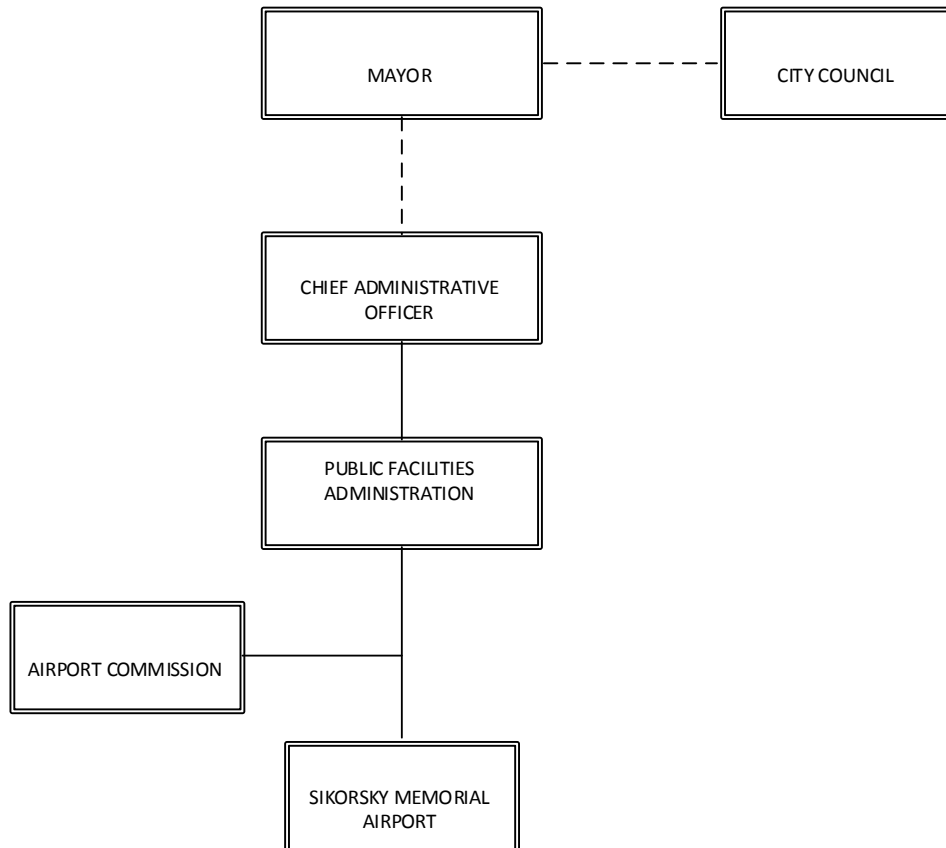 MAYOR
CITY COUNCIL
CHIEF ADMINISTRATIVE
OFFICER
PUBLIC FACILITIES
ADMINISTRATION
AIRPORT COMMISSION
SIKORSKY MEMORIAL
AIRPORT